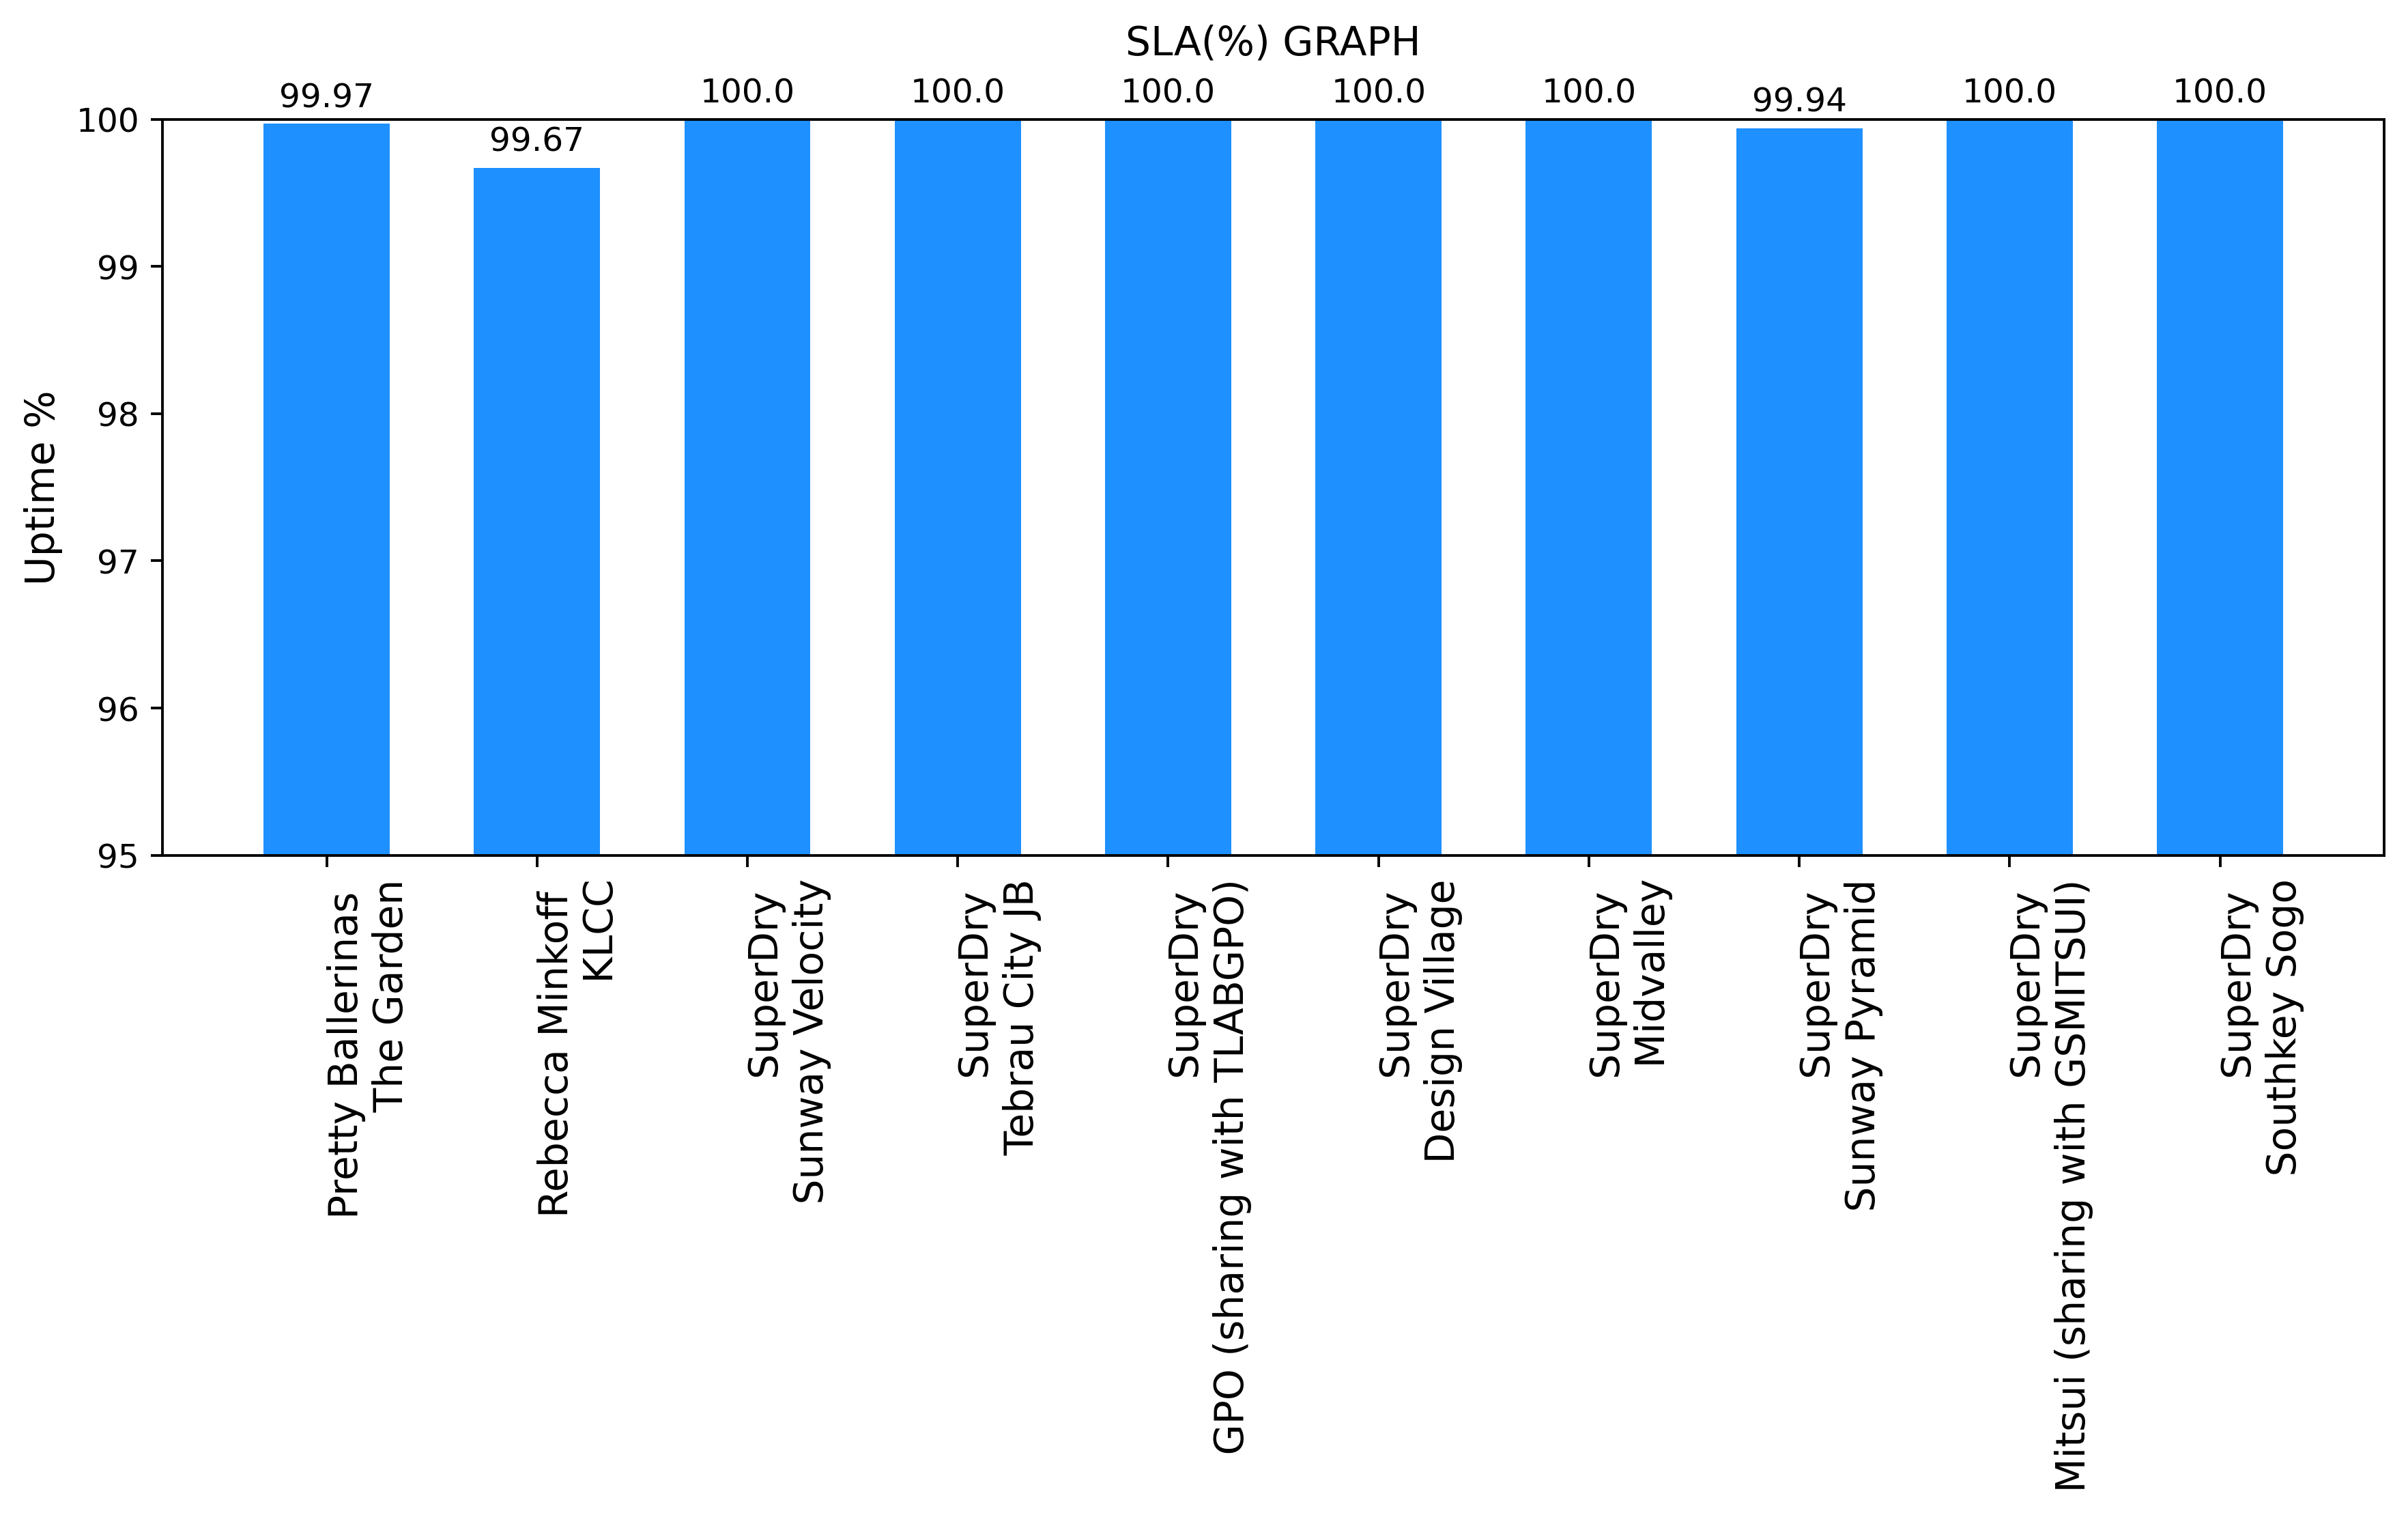 SLA(%) GRAPH
99.97
99.67
100.0
100.0
100.0
100.0
100.0
99.94
100.0
100.0
Uptime %
100
99
98
97
96
95
Pretty Ballerinas
The Garden
Rebecca Minkoff
KLCC
SuperDry
Sunway Velocity
SuperDry
Tebrau City JB
SuperDry
GPO (sharing with TLABGPO)
SuperDry
Design Village
SuperDry
Midvalley
SuperDry
Sunway Pyramid
SuperDry
Mitsui (sharing with GSMITSUI)
SuperDry
Southkey Sogo